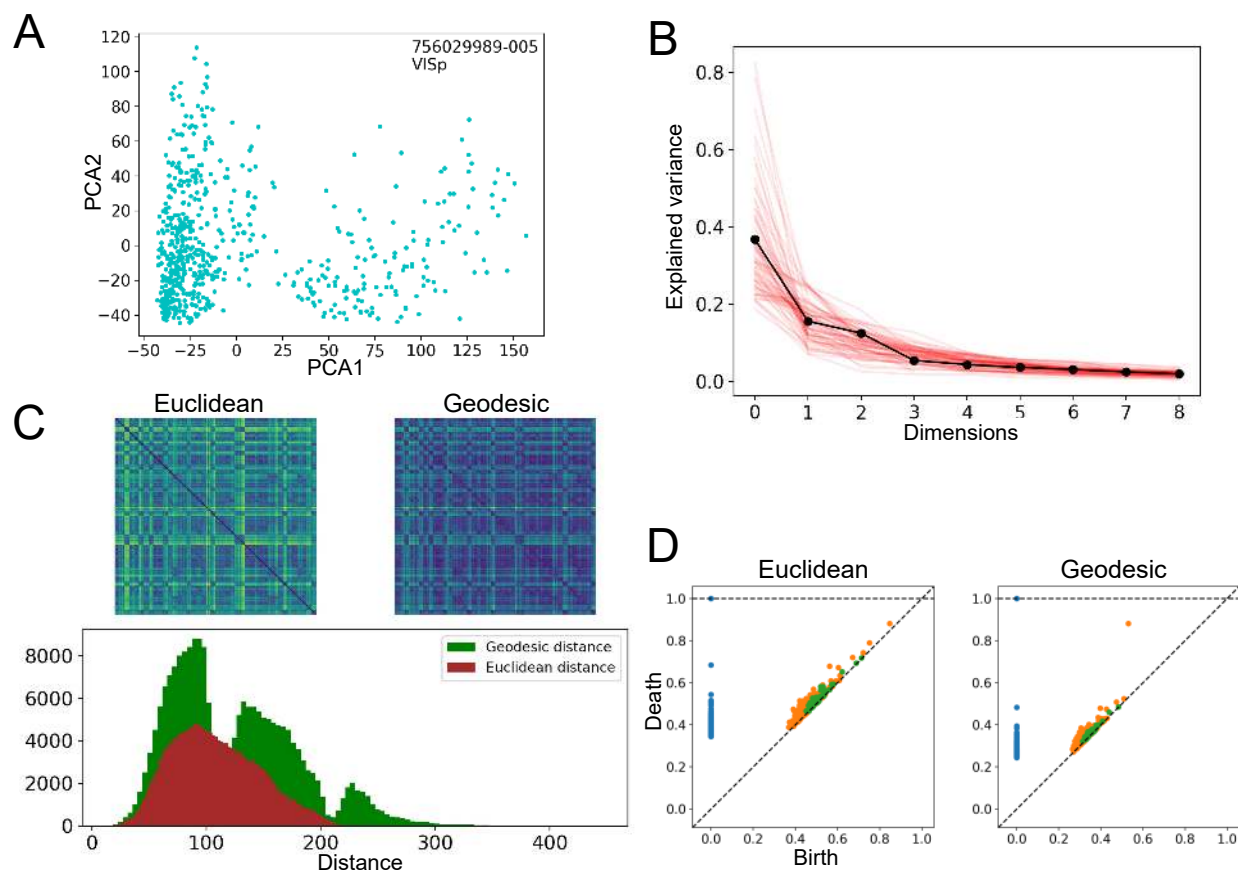 A
756029989-005
VISp
120
100
80
60
40
20
0
−20
−40
PCA2
−50 −25 0 25 50 75 100 125 150
PCA1
B
0.8
0.6
0.4
0.2
0.0
Explained variance
0 1 2 3 4 5 6 7 8
Dimensions
C
Euclidean Geodesic
8000
6000
4000
2000
0
Geodesic distance
Euclidean distance
0 100 200 300 400
Distance
D
Euclidean Geodesic
Death
1.0 1.0
0.8 0.8
0.6 0.6
0.4 0.4
0.2 0.2
0.0 0.0
0.0 0.2 0.4 0.6 0.8 1.0 0.0 0.2 0.4 0.6 0.8 1.0
Birth